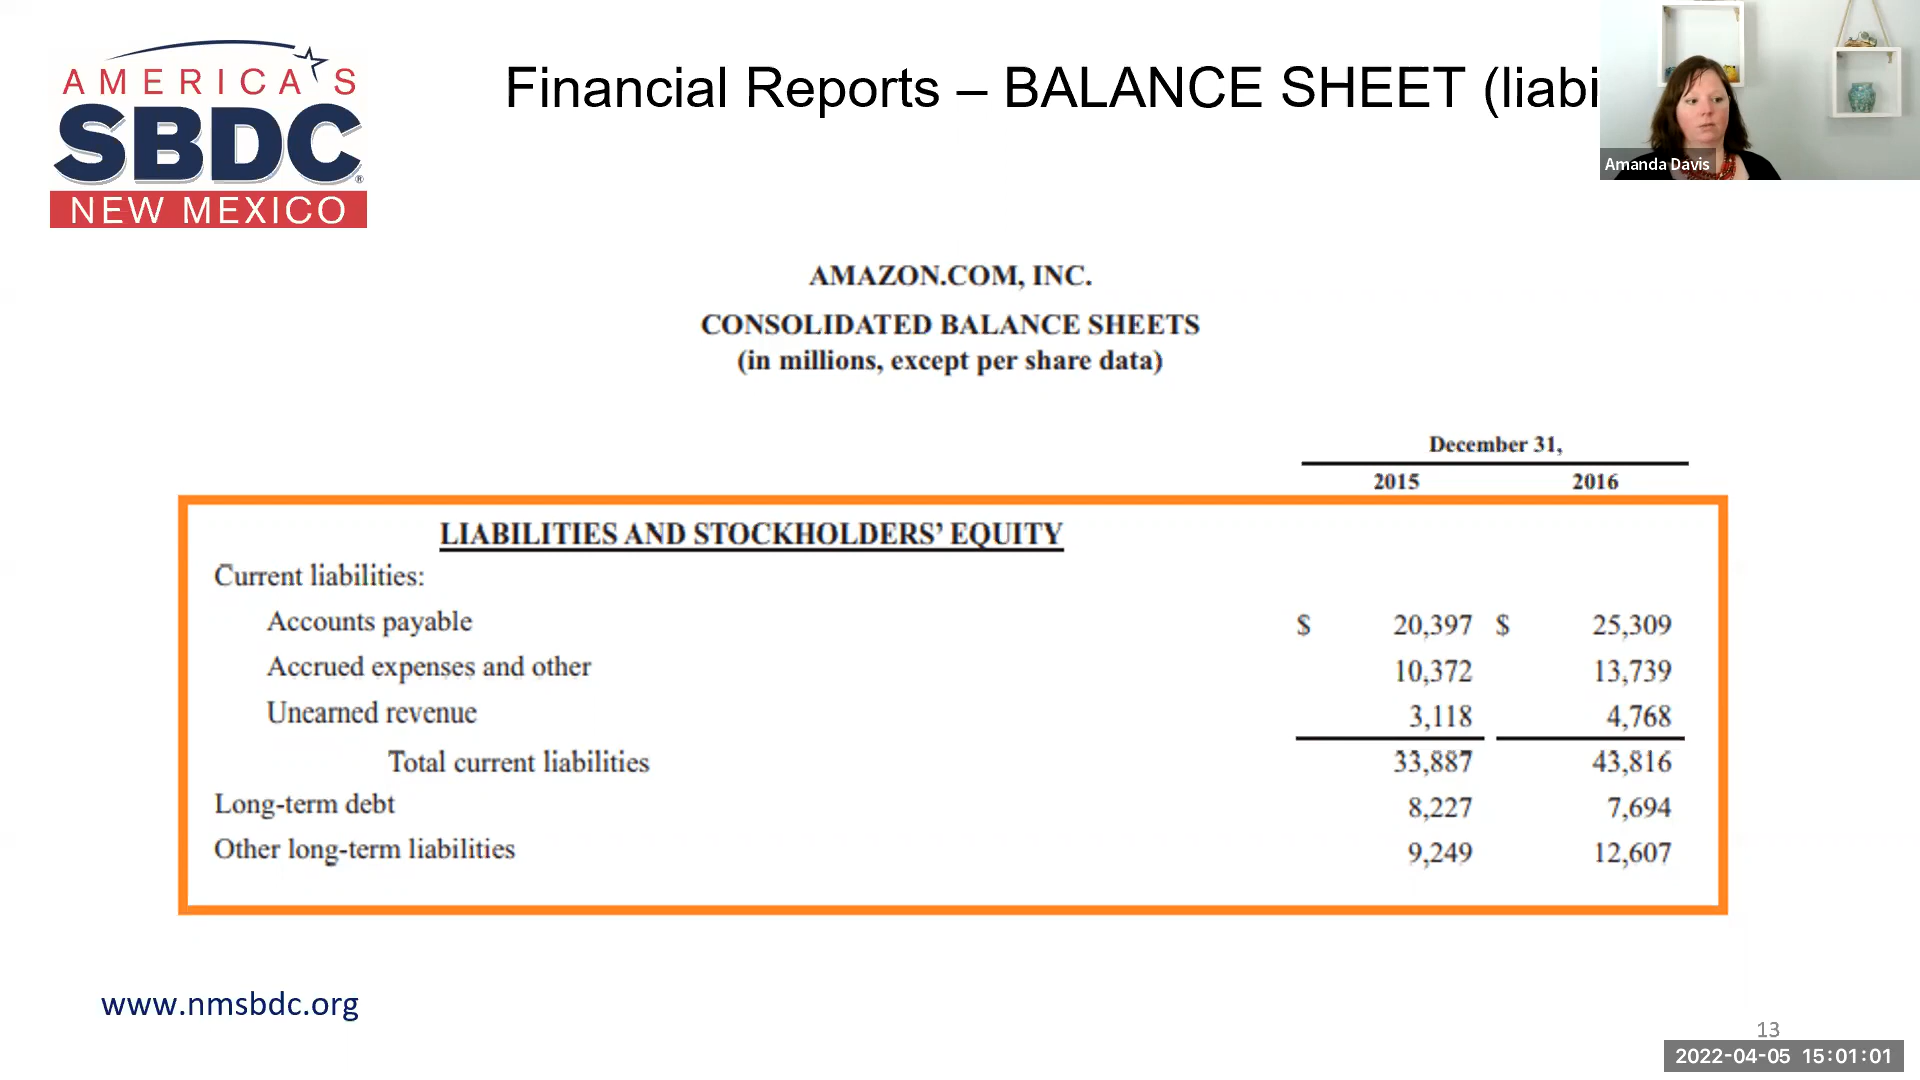 AMERICA'S
SBDC®
NEW MEXICO
Financial Reports – BALANCE SHEET (liabi
Amanda Davis
AMAZON.COM, INC.
CONSOLIDATED BALANCE SHEETS
(in millions, except per share data)
December 31,
2015 2016
LIABILITIES AND STOCKHOLDERS' EQUITY
Current liabilities:
Accounts payable $ 20,397 $ 25,309
Accrued expenses and other 10,372 13,739
Unearned revenue 3,118 4,768
Total current liabilities 33,887 43,816
Long-term debt 8,227 7,694
Other long-term liabilities 9,249 12,607
www.nmsbdc.org
13
2022-04-05 15:01:01